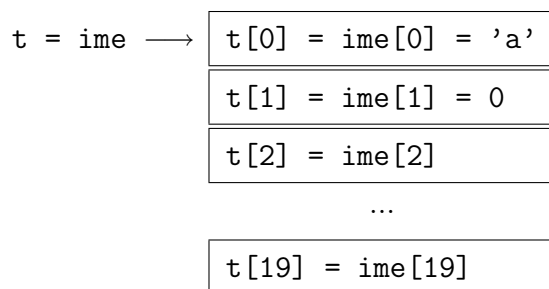 t = ime ⟶ t[0] = ime[0] = ’a’
t[1] = ime[1] = 0
t[2] = ime[2]
...
t[19] = ime[19]